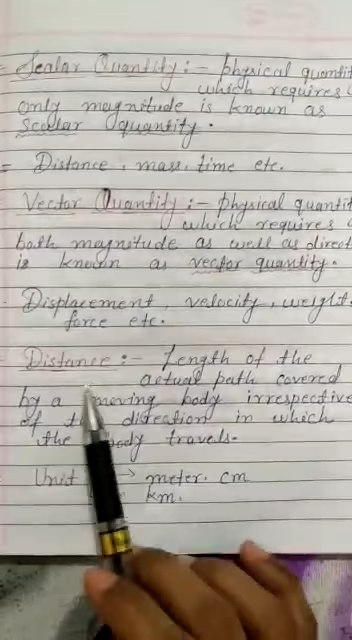 = Scalar Quantity :- physical quantit
which requires
only magnitude is known as
Scalar Quantity.
= Distance, mass, time etc.
= Vector Quantity :- physical quantit
which requires
both magnitude as well as direct
is known as vector quantity.
- Displacement, velocity, weight.
force etc.
= Distance :- Length of the
actual path covered
by a moving body irrespective
of the direction in which
the body travels.
Unit → meter. cm
km.